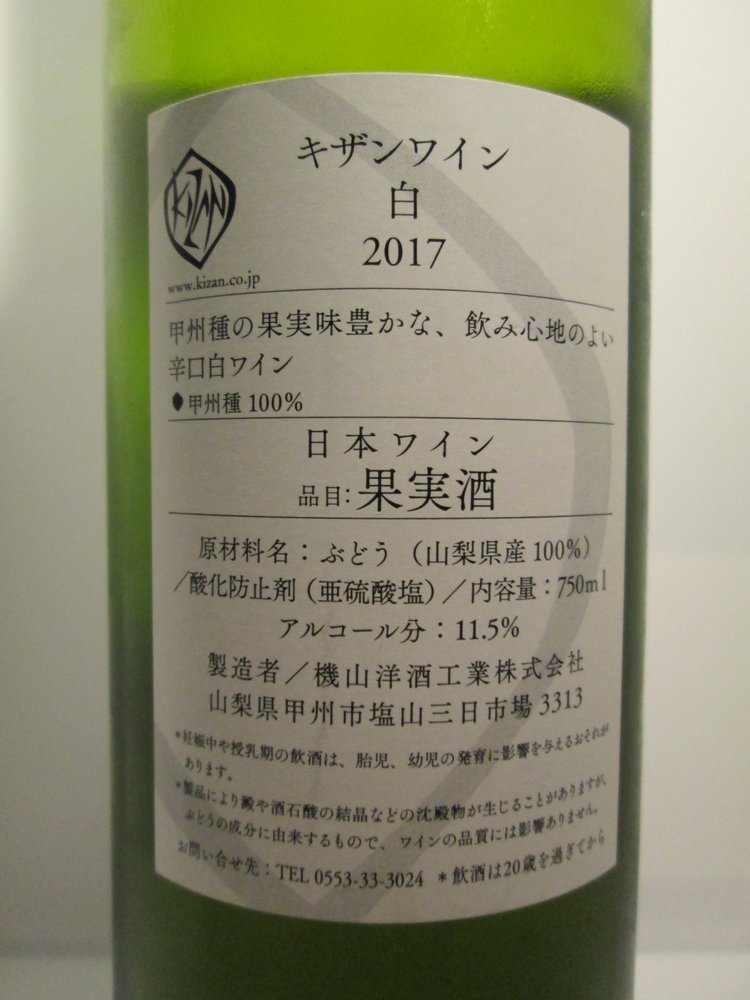 キザンワイン
白
2017
KIZAN
www.kizan.co.jp
甲州種の果実味豊かな、飲み心地のよい
辛口白ワイン
●甲州種 100%
日本ワイン
品目：果実酒
原材料名：ぶどう（山梨県産100%）
／酸化防止剤（亜硫酸塩）／内容量：750ml
アルコール分：11.5%
製造者／機山洋酒工業株式会社
山梨県甲州市塩山三日市場3313
＊妊娠中や授乳期の飲酒は、胎児、幼児の発育に影響を与えるおそれが
あります。
＊製品により澱や酒石酸の結晶などの沈殿物が生じることがありますが、
ぶどうの成分に由来するもので、ワインの品質には影響ありません。
お問い合せ先：TEL 0553-33-3024 ＊飲酒は20歳を過ぎてから